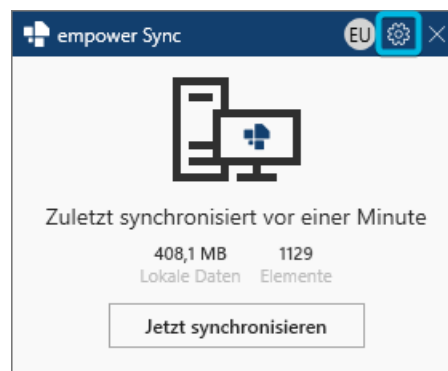 empower Sync EU
Zuletzt synchronisiert vor einer Minute
408,1 MB 1129
Lokale Daten Elemente
Jetzt synchronisieren